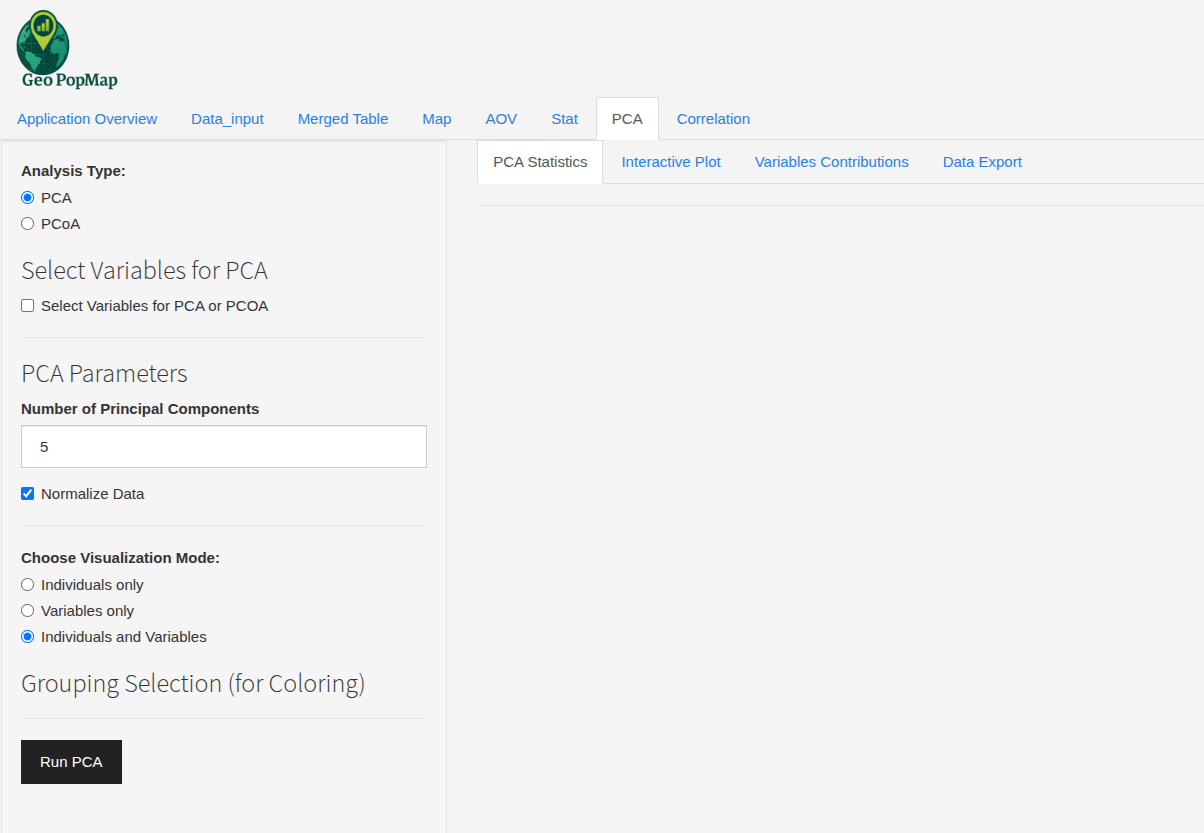 Geo PopMap
Application Overview Data_input Merged Table Map AOV Stat PCA Correlation
Analysis Type:
PCA
PCoA
Select Variables for PCA
Select Variables for PCA or PCOA
PCA Parameters
Number of Principal Components
5
Normalize Data
Choose Visualization Mode:
Individuals only
Variables only
Individuals and Variables
Grouping Selection (for Coloring)
Run PCA
PCA Statistics Interactive Plot Variables Contributions Data Export